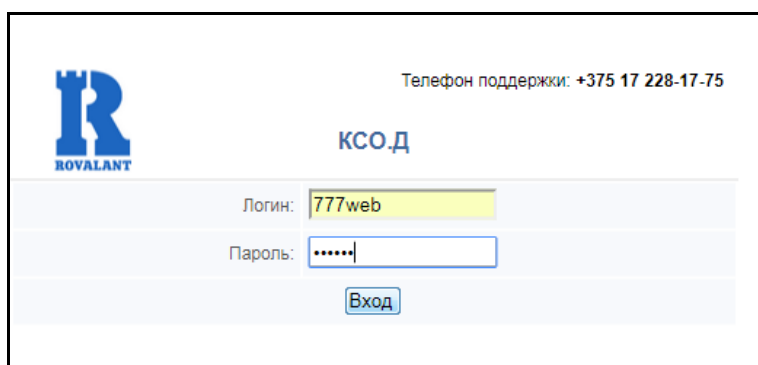 Телефон поддержки: +375 17 228-17-75
ROVALANT
КСО.Д
Логин: 777web
Пароль: ••••••
Вход